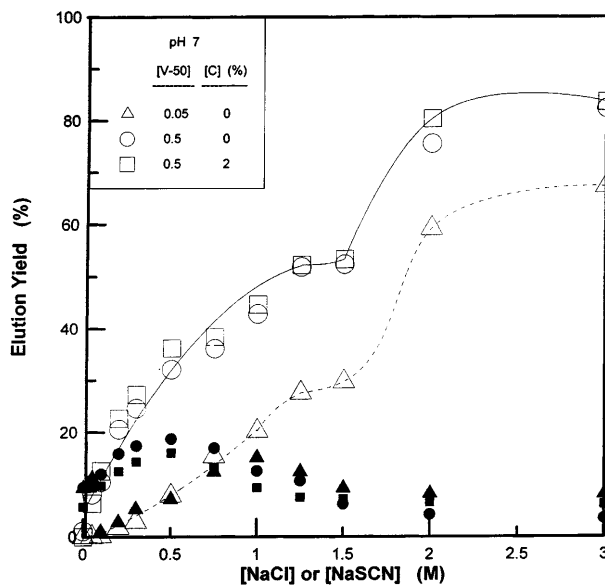 100
80
60
40
20
0
Elution Yield (%)
pH 7
[V-50] [C] (%)
0.05 0
0.5 0
0.5 2
0 0.5 1 1.5 2 2.5 3
[NaCl] or [NaSCN] (M)